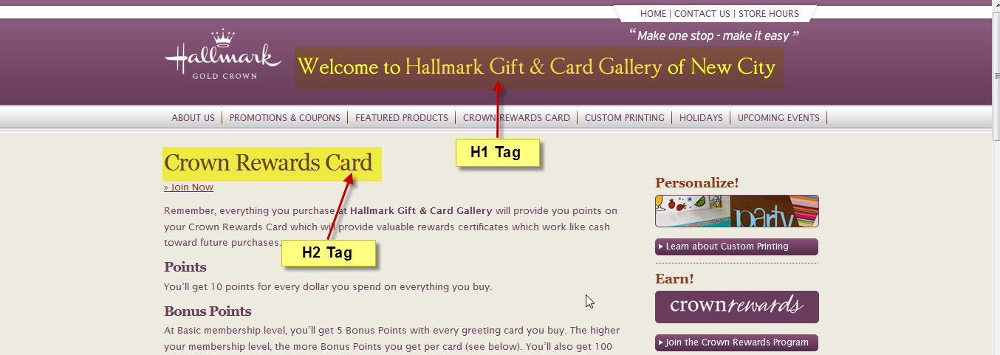 HOME | CONTACT US | STORE HOURS
“ Make one stop - make it easy ”
Hallmark
GOLD CROWN
Welcome to Hallmark Gift & Card Gallery of New City
ABOUT US | PROMOTIONS & COUPONS | FEATURED PRODUCTS | CROWN REWARDS CARD | CUSTOM PRINTING | HOLIDAYS | UPCOMING EVENTS |
H1 Tag
Crown Rewards Card
» Join Now
Remember, everything you purchase at Hallmark Gift & Card Gallery will provide you points on
your Crown Rewards Card which will provide valuable rewards certificates which work like cash
toward future purchases.
H2 Tag
Points
You’ll get 10 points for every dollar you spend on everything you buy.
Bonus Points
At Basic membership level, you’ll get 5 Bonus Points with every greeting card you buy. The higher
your membership level, the more Bonus Points you get per card (see below). You’ll also get 100
Personalize!
party
Learn about Custom Printing
Earn!
crownrewards
Join the Crown Rewards Program